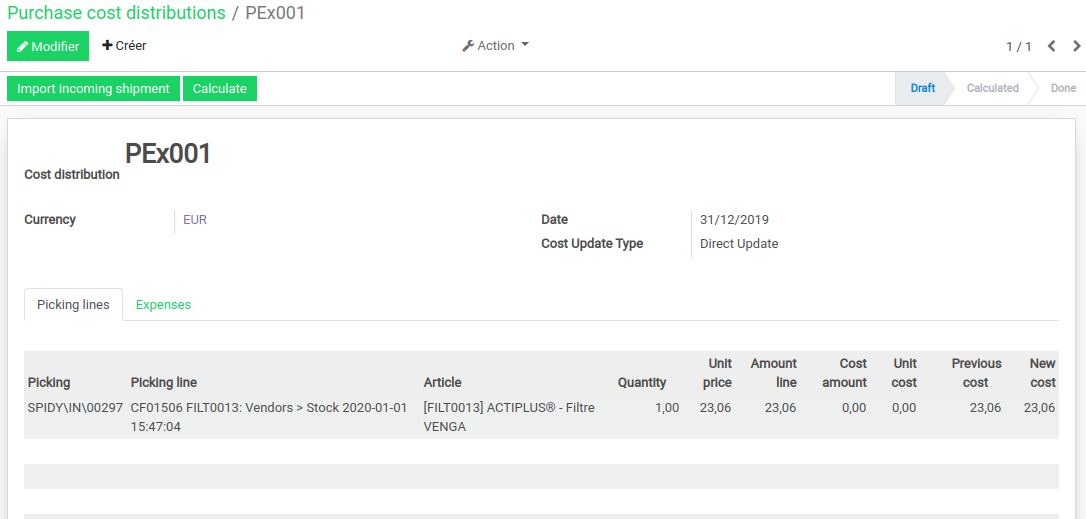 Purchase cost distributions / PEx001
Modifier Créer Action 1 / 1
Import incoming shipment Calculate Draft Calculated Done
PEx001
Cost distribution
Currency EUR Date 31/12/2019
Cost Update Type Direct Update
Picking lines Expenses
Picking Picking line Article Quantity Unit price Amount line Cost amount Unit cost Previous cost New cost
SPIDY\IN\00297 CF01506 FILT0013: Vendors > Stock 2020-01-01 [FILT0013] ACTIPLUS® - Filtre 1,00 23,06 23,06 0,00 0,00 23,06 23,06
15:47:04 VENGA